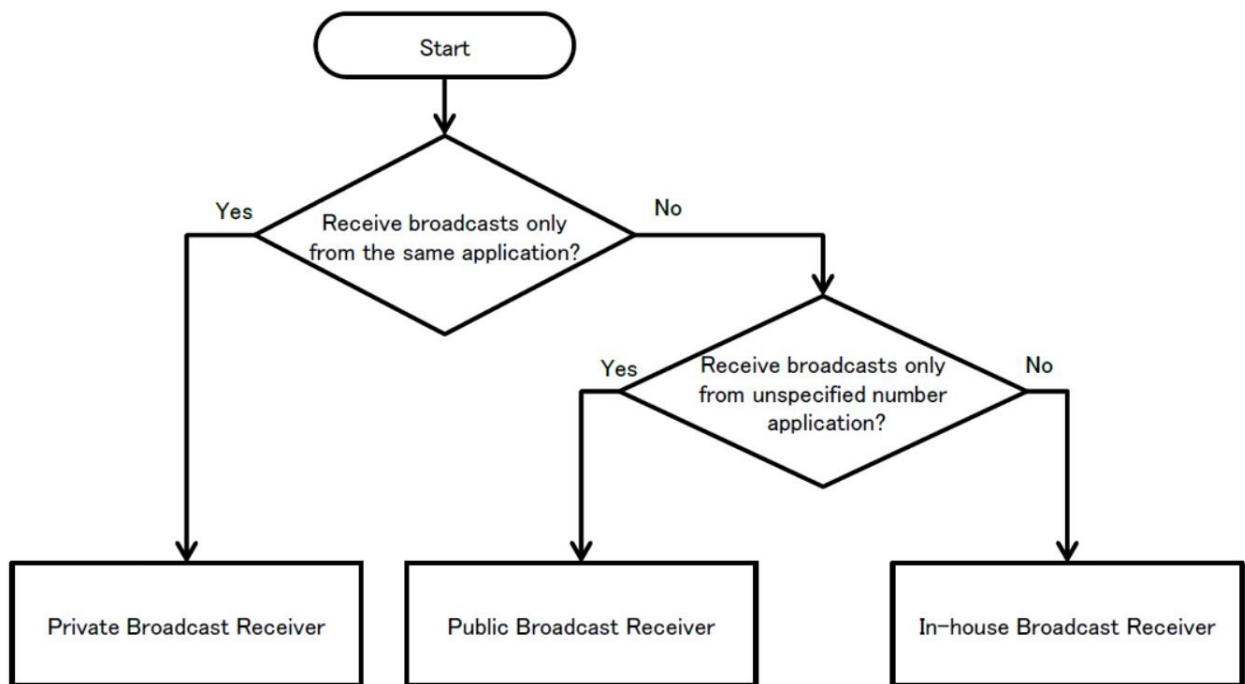 Start
Yes
No
Receive broadcasts only
from the same application?
Yes
No
Receive broadcasts only
from unspecified number
application?
Private Broadcast Receiver
Public Broadcast Receiver
In-house Broadcast Receiver